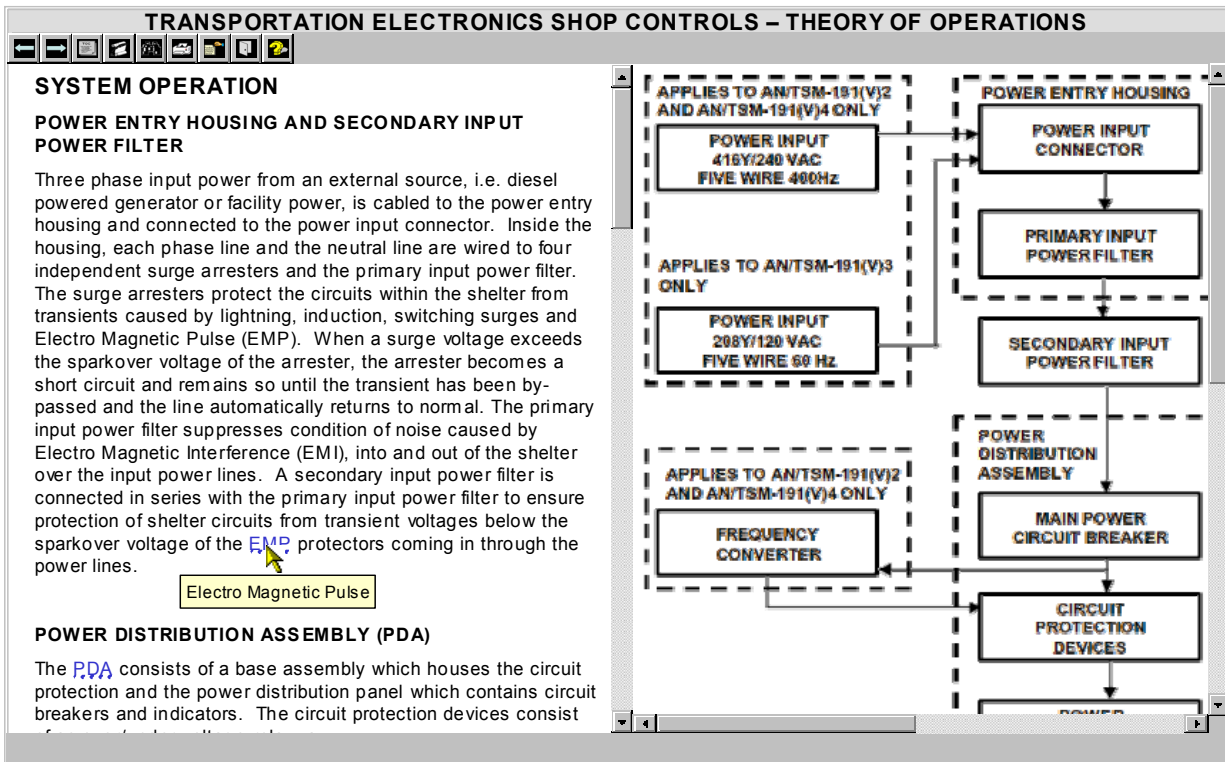 TRANSPORTATION ELECTRONICS SHOP CONTROLS – THEORY OF OPERATIONS
SYSTEM OPERATION
POWER ENTRY HOUSING AND SECONDARY INPUT
POWER FILTER
Three phase input power from an external source, i.e. diesel
powered generator or facility power, is cabled to the power entry
housing and connected to the power input connector. Inside the
housing, each phase line and the neutral line are wired to four
independent surge arresters and the primary input power filter.
The surge arresters protect the circuits within the shelter from
transients caused by lightning, induction, switching surges and
Electro Magnetic Pulse (EMP). When a surge voltage exceeds
the sparkover voltage of the arrester, the arrester becomes a
short circuit and remains so until the transient has been by-
passed and the line automatically returns to normal. The primary
input power filter suppresses condition of noise caused by
Electro Magnetic Interference (EMI), into and out of the shelter
over the input power lines. A secondary input power filter is
connected in series with the primary input power filter to ensure
protection of shelter circuits from transient voltages below the
sparkover voltage of the EMP protectors coming in through the
power lines.
Electro Magnetic Pulse
POWER DISTRIBUTION ASSEMBLY (PDA)
The PDA consists of a base assembly which houses the circuit
protection and the power distribution panel which contains circuit
breakers and indicators. The circuit protection devices consist
APPLIES TO AN/TSM-191(V)2
AND AN/TSM-191(V)4 ONLY
POWER INPUT
416Y/240 VAC
FIVE WIRE 400Hz
APPLIES TO AN/TSM-191(V)3
ONLY
POWER INPUT
208Y/120 VAC
FIVE WIRE 60 Hz
POWER ENTRY HOUSING
POWER INPUT
CONNECTOR
PRIMARY INPUT
POWER FILTER
SECONDARY INPUT
POWER FILTER
APPLIES TO AN/TSM-191(V)2
AND AN/TSM-191(V)4 ONLY
FREQUENCY
CONVERTER
POWER
DISTRIBUTION
ASSEMBLY
MAIN POWER
CIRCUIT BREAKER
CIRCUIT
PROTECTION
DEVICES
POWER